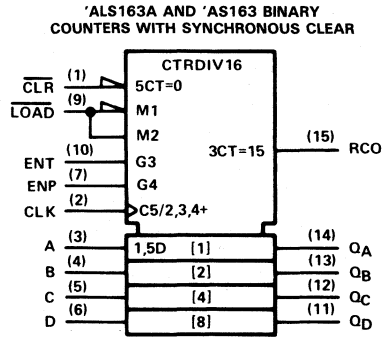 'ALS163A AND 'AS163 BINARY
COUNTERS WITH SYNCHRONOUS CLEAR
CTRDIV16
CLR (1) 5CT=0
LOAD (9) M1
M2
ENT (10) G3 3CT=15 (15) RCO
ENP (7) G4
CLK (2) C5/2,3,4+
A (3) 1,5D [1] (14) QA
B (4) [2] (13) QB
C (5) [4] (12) QC
D (6) [8] (11) QD